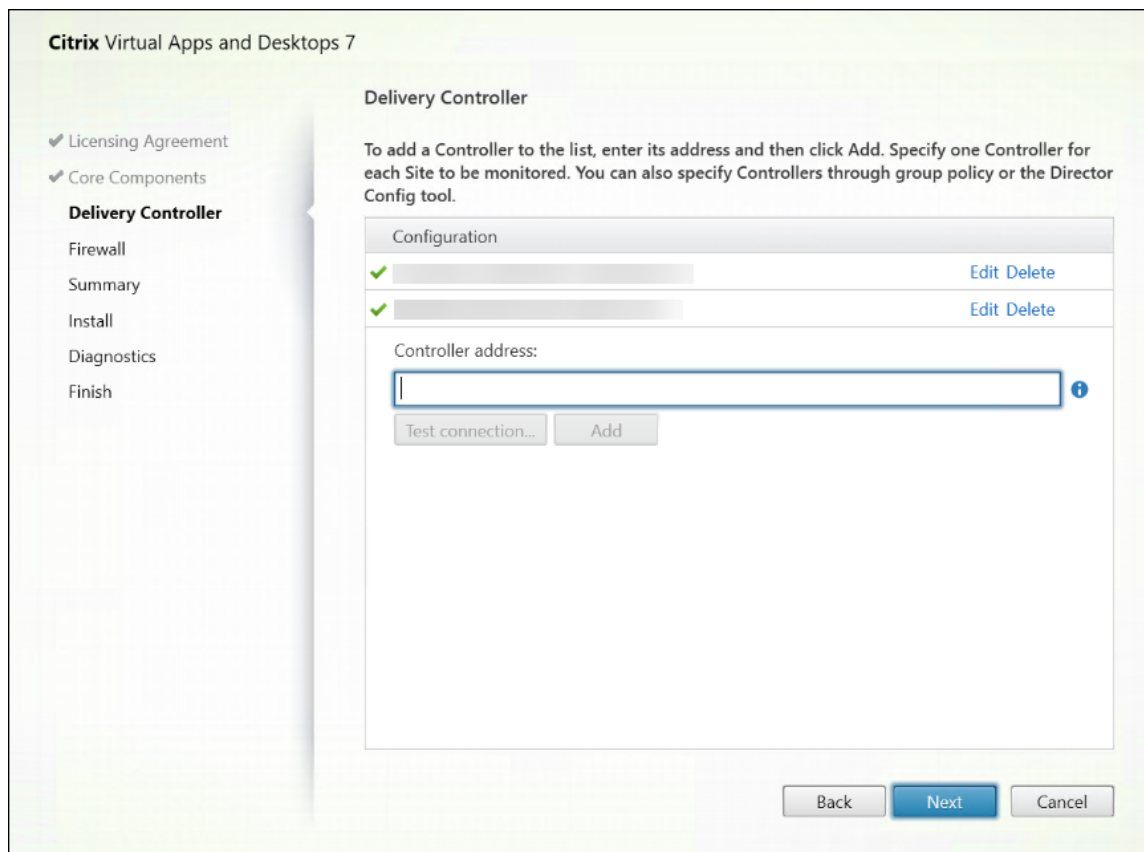 Citrix Virtual Apps and Desktops 7
Licensing Agreement
Core Components
Delivery Controller
Firewall
Summary
Install
Diagnostics
Finish
Delivery Controller
To add a Controller to the list, enter its address and then click Add. Specify one Controller for
each Site to be monitored. You can also specify Controllers through group policy or the Director
Config tool.
Configuration
Edit Delete
Edit Delete
Controller address:
Test connection... Add
Back Next Cancel